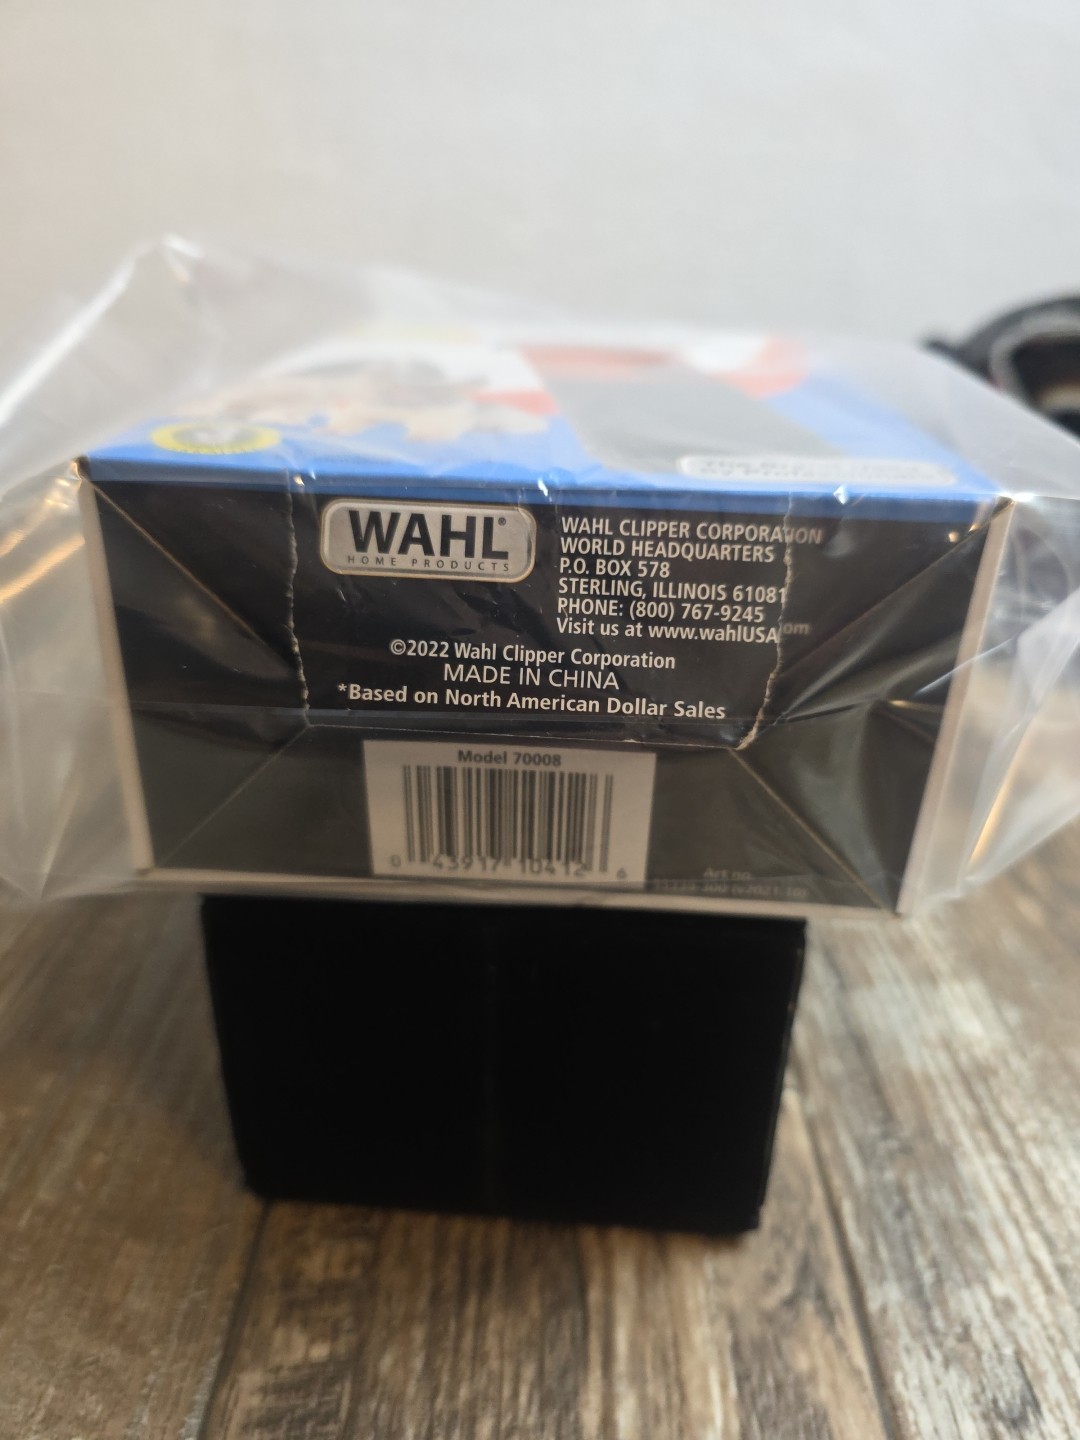 WAHL®
HOME PRODUCTS
WAHL CLIPPER CORPORATION
WORLD HEADQUARTERS
P.O. BOX 578
STERLING, ILLINOIS 61081
PHONE: (800) 767-9245
Visit us at www.wahlUSA.com
©2022 Wahl Clipper Corporation
MADE IN CHINA
*Based on North American Dollar Sales
Model 70008
0 43917 10412 6
Art no.